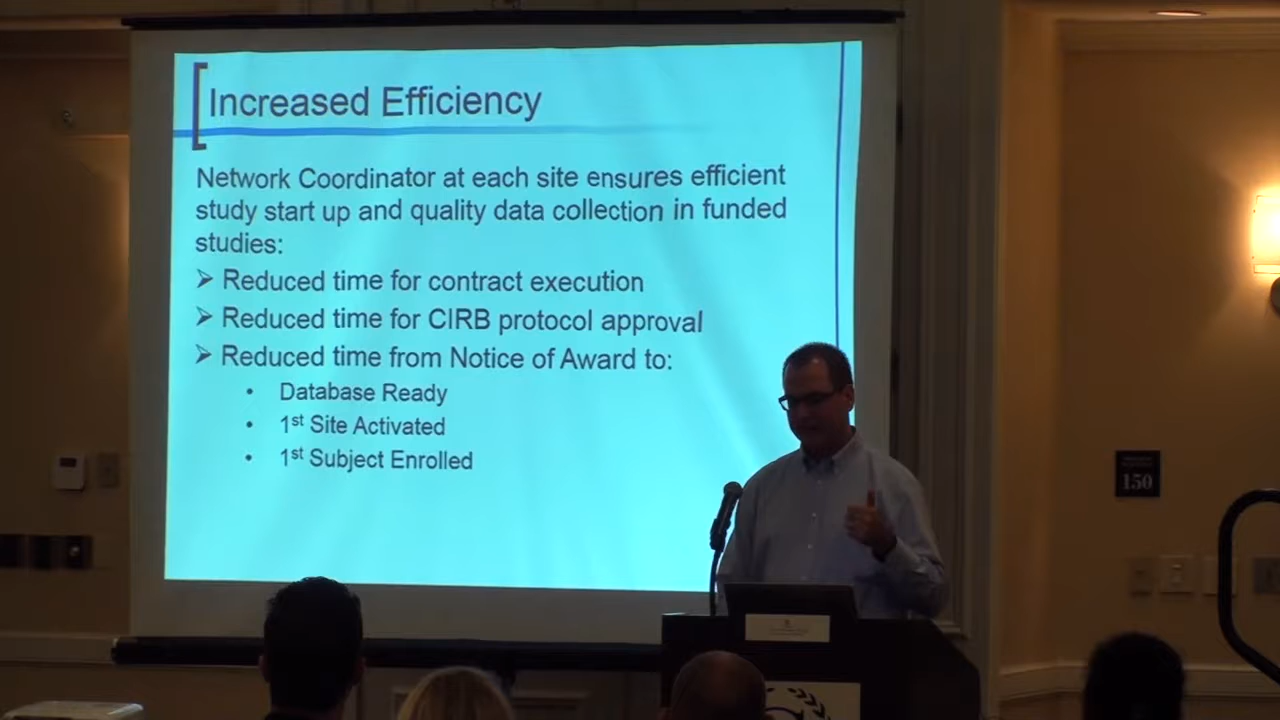 Increased Efficiency
Network Coordinator at each site ensures efficient
study start up and quality data collection in funded
studies:
➢ Reduced time for contract execution
➢ Reduced time for CIRB protocol approval
➢ Reduced time from Notice of Award to:
• Database Ready
• 1st Site Activated
• 1st Subject Enrolled
150